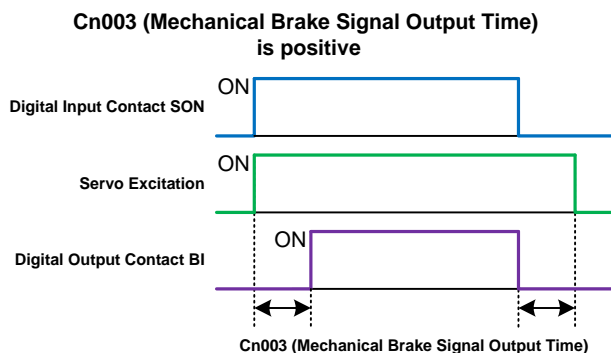 Cn003 (Mechanical Brake Signal Output Time)
is positive
ON
Digital Input Contact SON
ON
Servo Excitation
ON
Digital Output Contact BI
Cn003 (Mechanical Brake Signal Output Time)